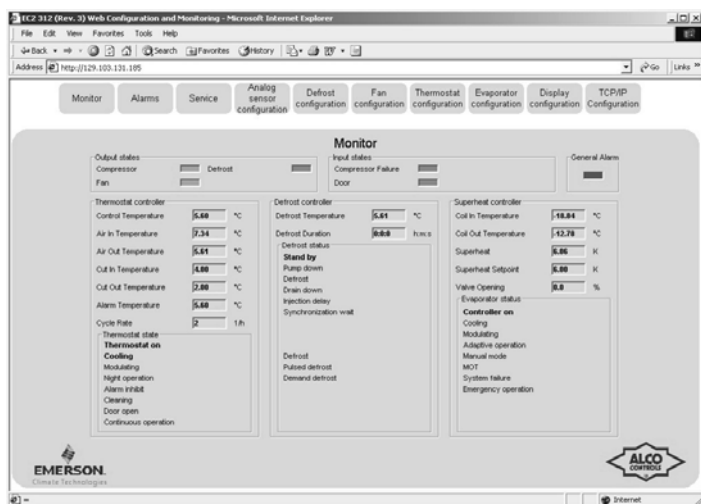 EC2 312 (Rev. 3) Web Configuration and Monitoring - Microsoft Internet Explorer
File Edit View Favorites Tools Help
Back Search Favorites History
Address http://129.103.131.185 Go Links »
Monitor Alarms Service Analog sensor configuration Defrost configuration Fan configuration Thermostat configuration Evaporator configuration Display configuration TCP/IP Configuration
Monitor
Output states
Compressor Defrost
Fan
Input states
Compressor Failure
Door
General Alarm
Thermostat controller
Control Temperature 5.60 °C
Air In Temperature 7.34 °C
Air Out Temperature 5.61 °C
Cut In Temperature 4.00 °C
Cut Out Temperature 2.00 °C
Alarm Temperature 5.60 °C
Cycle Rate 2 1/h
Thermostat state
Thermostat on
Cooling
Modulating
Night operation
Alarm inhibit
Cleaning
Door open
Continuous operation
Defrost controller
Defrost Temperature 5.61 °C
Defrost Duration 0:0:0 h:m:s
Defrost status
Stand by
Pump down
Defrost
Drain down
Injection delay
Synchronization wait
Defrost
Pulsed defrost
Demand defrost
Superheat controller
Coil In Temperature -18.84 °C
Coil Out Temperature -12.78 °C
Superheat 6.06 K
Superheat Setpoint 6.00 K
Valve Opening 0.0 %
Evaporator status
Controller on
Cooling
Modulating
Adaptive operation
Manual mode
MOT
System failure
Emergency operation
EMERSON.
Climate Technologies
ALCO
CONTROLS
Internet